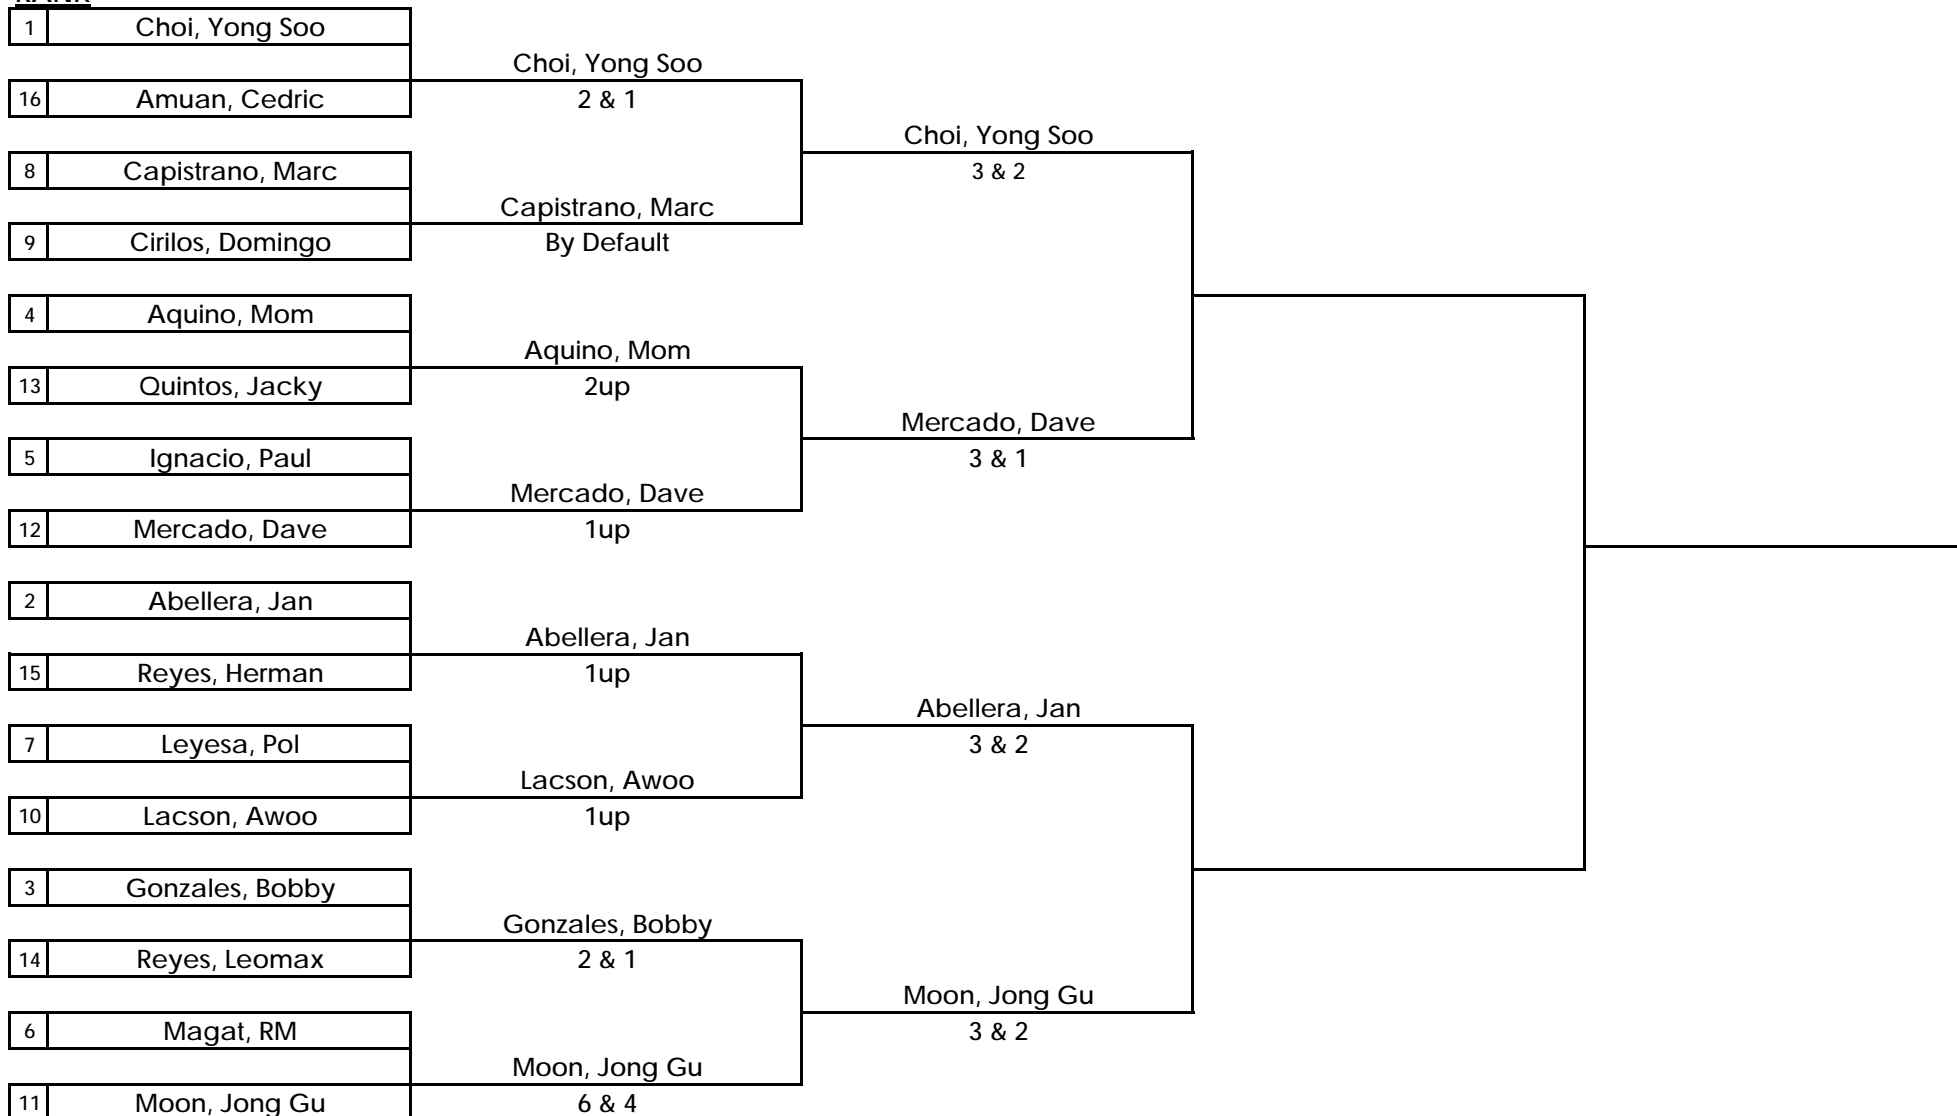 RANK
1 Choi, Yong Soo
Choi, Yong Soo
16 Amuan, Cedric
2 & 1
Choi, Yong Soo
3 & 2
8 Capistrano, Marc
Capistrano, Marc
9 Cirilos, Domingo
By Default
4 Aquino, Mom
Aquino, Mom
13 Quintos, Jacky
2up
Mercado, Dave
3 & 1
5 Ignacio, Paul
Mercado, Dave
12 Mercado, Dave
1up
2 Abellera, Jan
Abellera, Jan
15 Reyes, Herman
1up
Abellera, Jan
3 & 2
7 Leyesa, Pol
Lacson, Awoo
10 Lacson, Awoo
1up
3 Gonzales, Bobby
Gonzales, Bobby
14 Reyes, Leomax
2 & 1
Moon, Jong Gu
3 & 2
6 Magat, RM
Moon, Jong Gu
11 Moon, Jong Gu
6 & 4